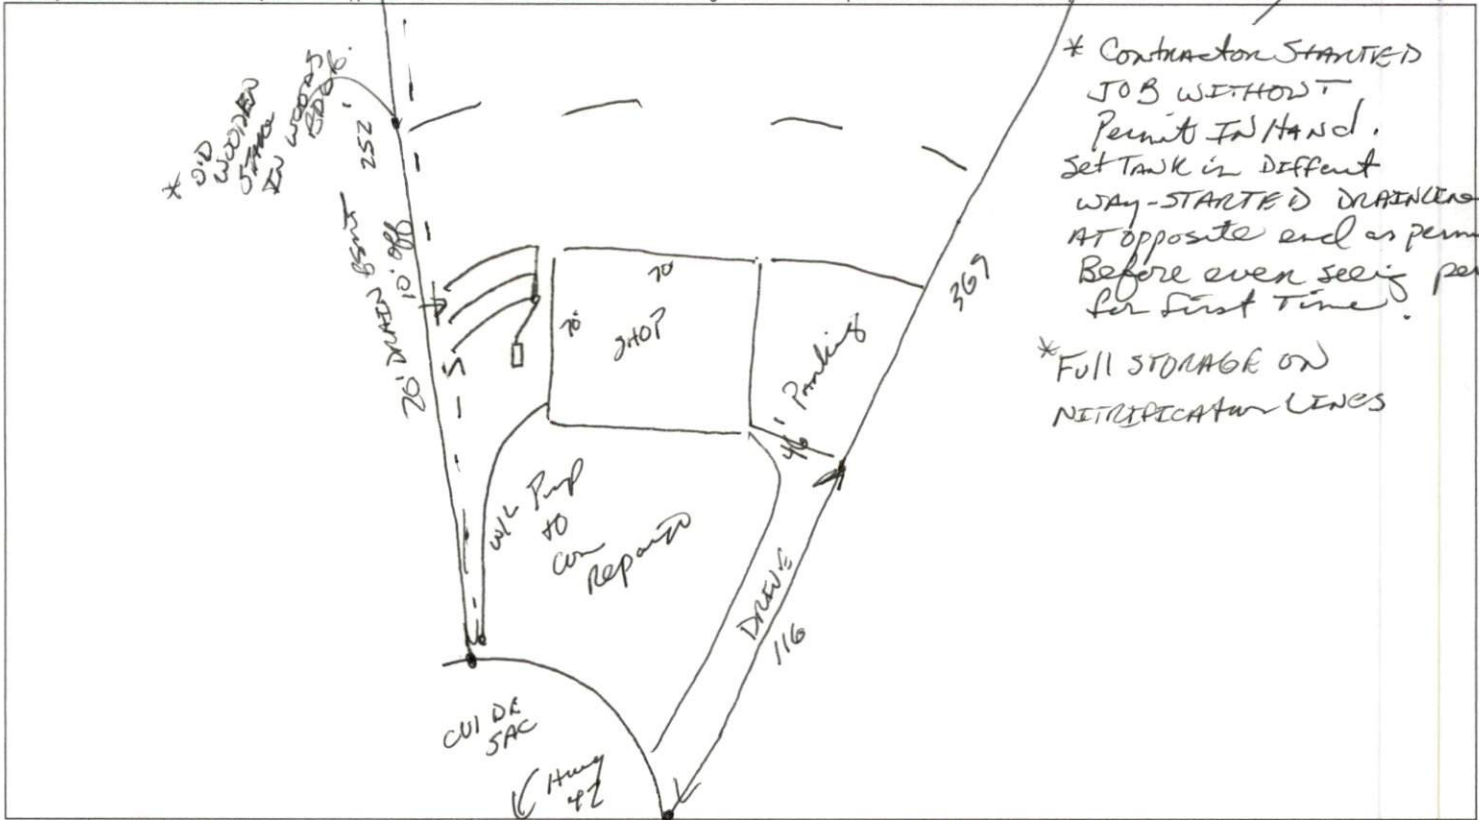 * OLD
WOODEN
STAKE
IN WOODS
EDGE.
252'
20' DRAIN ESMT
10' Off
70'
70'
SHOP
Parking
46'
369
W/L Pump
to
Repair
DRIVE
116
CUl DE
SAC
Hwy
42
* Contractor STARTED
JOB WITHOUT
Permit IN Hand.
Set TANK in Diffent
WAY-STARTED DRAINLINE
AT opposite end as perm
Before even seeing per
for first Time.
* Full STORAGE ON
NITRIFICATION LINES